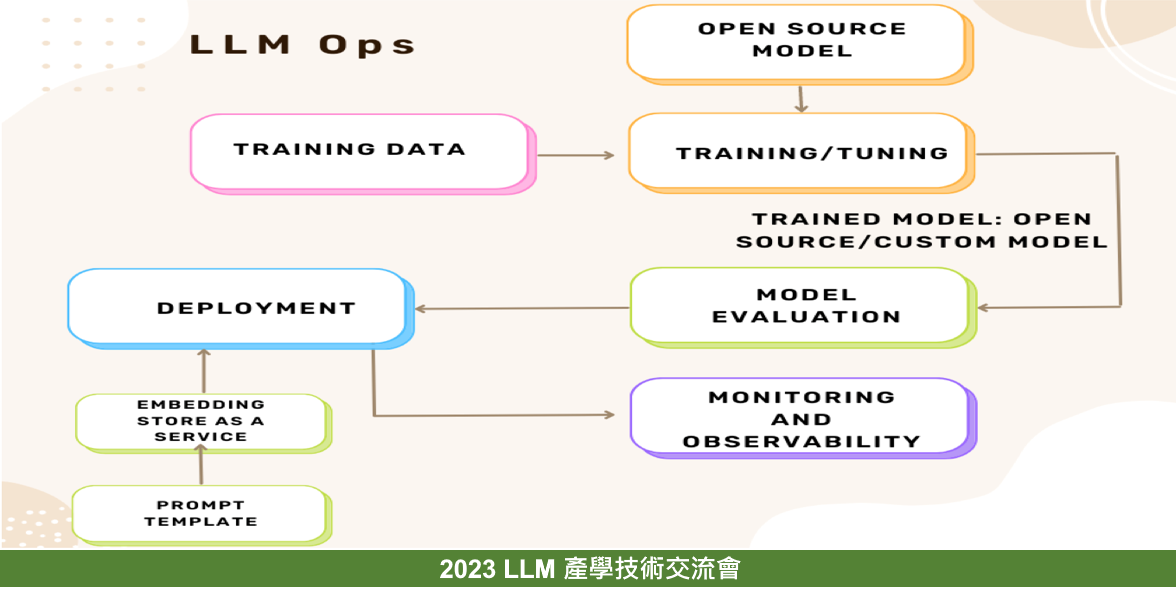 LLM Ops
OPEN SOURCE
MODEL
TRAINING DATA
TRAINING/TUNING
TRAINED MODEL: OPEN
SOURCE/CUSTOM MODEL
DEPLOYMENT
MODEL
EVALUATION
EMBEDDING
STORE AS A
SERVICE
MONITORING
AND
OBSERVABILITY
PROMPT
TEMPLATE
2023 LLM 產學技術交流會